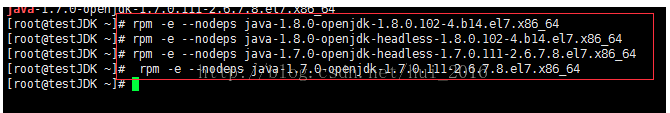 java-1.7.0-openjdk-1.7.0.111-2.6.7.8.el7.x86_64
[root@testJDK ~]# rpm -e --nodeps java-1.8.0-openjdk-1.8.0.102-4.b14.el7.x86_64
[root@testJDK ~]# rpm -e --nodeps java-1.8.0-openjdk-headless-1.8.0.102-4.b14.el7.x86_64
[root@testJDK ~]# rpm -e --nodeps java-1.7.0-openjdk-headless-1.7.0.111-2.6.7.8.el7.x86_64
[root@testJDK ~]#  rpm -e --nodeps java-1.7.0-openjdk-1.7.0.111-2.6.7.8.el7.x86_64
[root@testJDK ~]#
http://blog.csdn.net/hui_2016